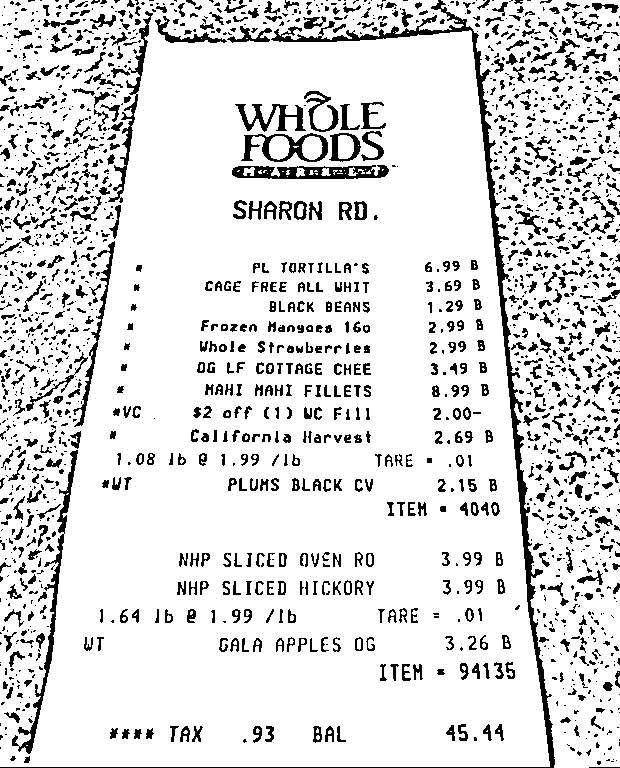 WHOLE
FOODS
MARKET
SHARON RD.
* PL TORTILLA'S 6.99 B
* CAGE FREE ALL WHIT 3.69 B
* BLACK BEANS 1.29 B
* Frozen Mangoes 16o 2.99 B
* Whole Strawberries 2.99 B
* OG LF COTTAGE CHEE 3.49 B
* MAHI MAHI FILLETS 8.99 B
*VC $2 off (1) WC Fill 2.00-
* California Harvest 2.69 B
1.08 lb @ 1.99 /lb TARE = .01
*WT PLUMS BLACK CV 2.15 B
ITEM = 4040
NHP SLICED OVEN RO 3.99 B
NHP SLICED HICKORY 3.99 B
1.64 lb @ 1.99 /lb TARE = .01
WT GALA APPLES OG 3.26 B
ITEM = 94135
**** TAX .93 BAL 45.44